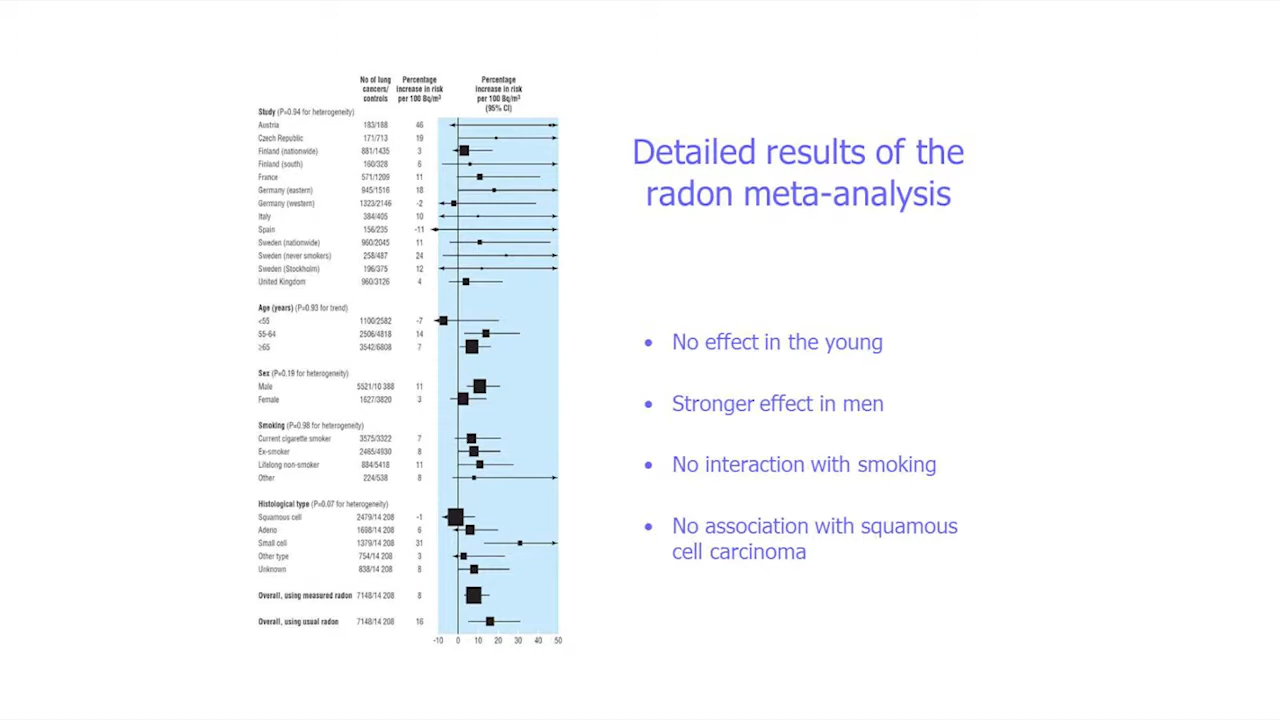 No of lung cancers/ controls
Percentage increase in risk per 100 Bq/m³
Percentage increase in risk per 100 Bq/m³ (95% CI)
Study (P=0.94 for heterogeneity)
Austria 183/188 46
Czech Republic 171/713 19
Finland (nationwide) 881/1435 3
Finland (south) 160/328 6
France 571/1209 11
Germany (eastern) 945/1516 18
Germany (western) 1323/2146 -2
Italy 384/405 10
Spain 156/235 -11
Sweden (nationwide) 960/2045 11
Sweden (never smokers) 258/487 24
Sweden (Stockholm) 196/375 12
United Kingdom 960/3126 4
Age (years) (P=0.93 for trend)
<55 1100/2582 -7
55-64 2506/4818 14
≥65 3542/6808 7
Sex (P=0.19 for heterogeneity)
Male 5521/10 388 11
Female 1627/3820 3
Smoking (P=0.98 for heterogeneity)
Current cigarette smoker 3575/3322 7
Ex-smoker 2465/4930 8
Lifelong non-smoker 884/5418 11
Other 224/538 8
Histological type (P=0.07 for heterogeneity)
Squamous cell 2479/14 208 -1
Adeno 1698/14 208 6
Small cell 1379/14 208 31
Other type 754/14 208 3
Unknown 838/14 208 8
Overall, using measured radon 7148/14 208 8
Overall, using usual radon 7148/14 208 16
-10 0 10 20 30 40 50
Detailed results of the
radon meta-analysis
• No effect in the young
• Stronger effect in men
• No interaction with smoking
• No association with squamous
cell carcinoma